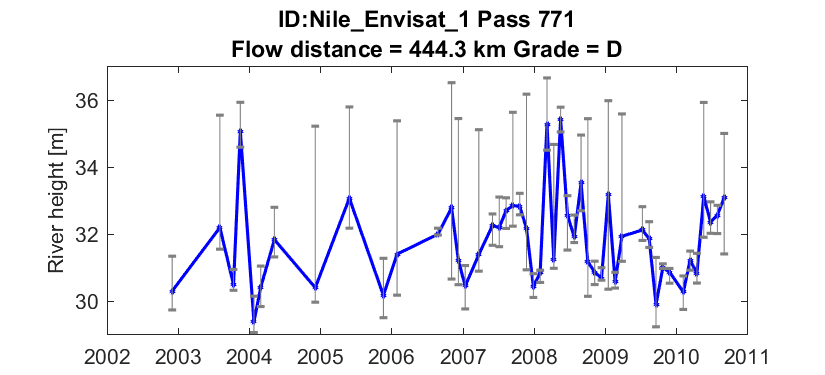 ID:Nile_Envisat_1 Pass 771
Flow distance = 444.3 km Grade = D
River height [m]
36
34
33
32
30
2002 2003 2004 2005 2006 2007 2008 2009 2010 2011